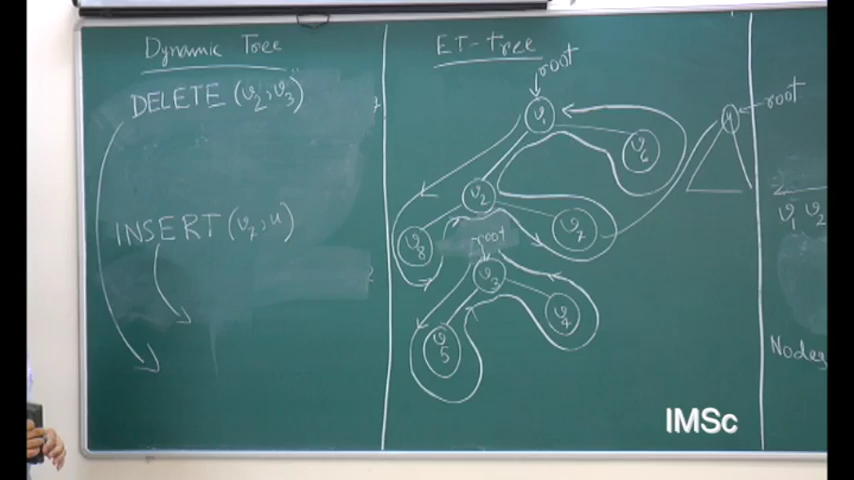 Dynamic Tree
DELETE (v2, v3)
INSERT (v7, u)
ET-tree
root
v1
v6
v2
v8
v7
root
v3
v4
v5
u
root
v1 v2
Nodes
IMSc